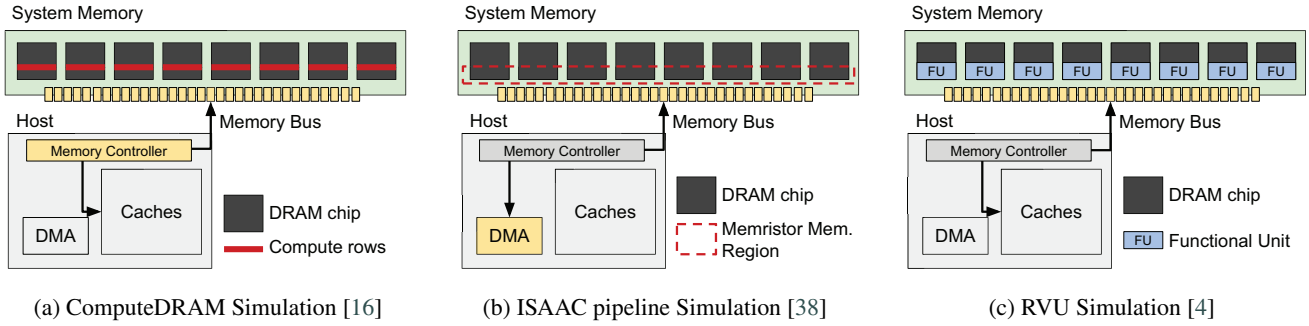 System Memory
Host
Memory Bus
Memory Controller
Caches
DMA
DRAM chip
Compute rows
(a) ComputeDRAM Simulation [16]
System Memory
Host
Memory Bus
Memory Controller
Caches
DMA
DRAM chip
Memristor Mem.
Region
(b) ISAAC pipeline Simulation [38]
System Memory
FU FU FU FU FU FU FU FU
Host
Memory Bus
Memory Controller
Caches
DMA
DRAM chip
FU Functional Unit
(c) RVU Simulation [4]